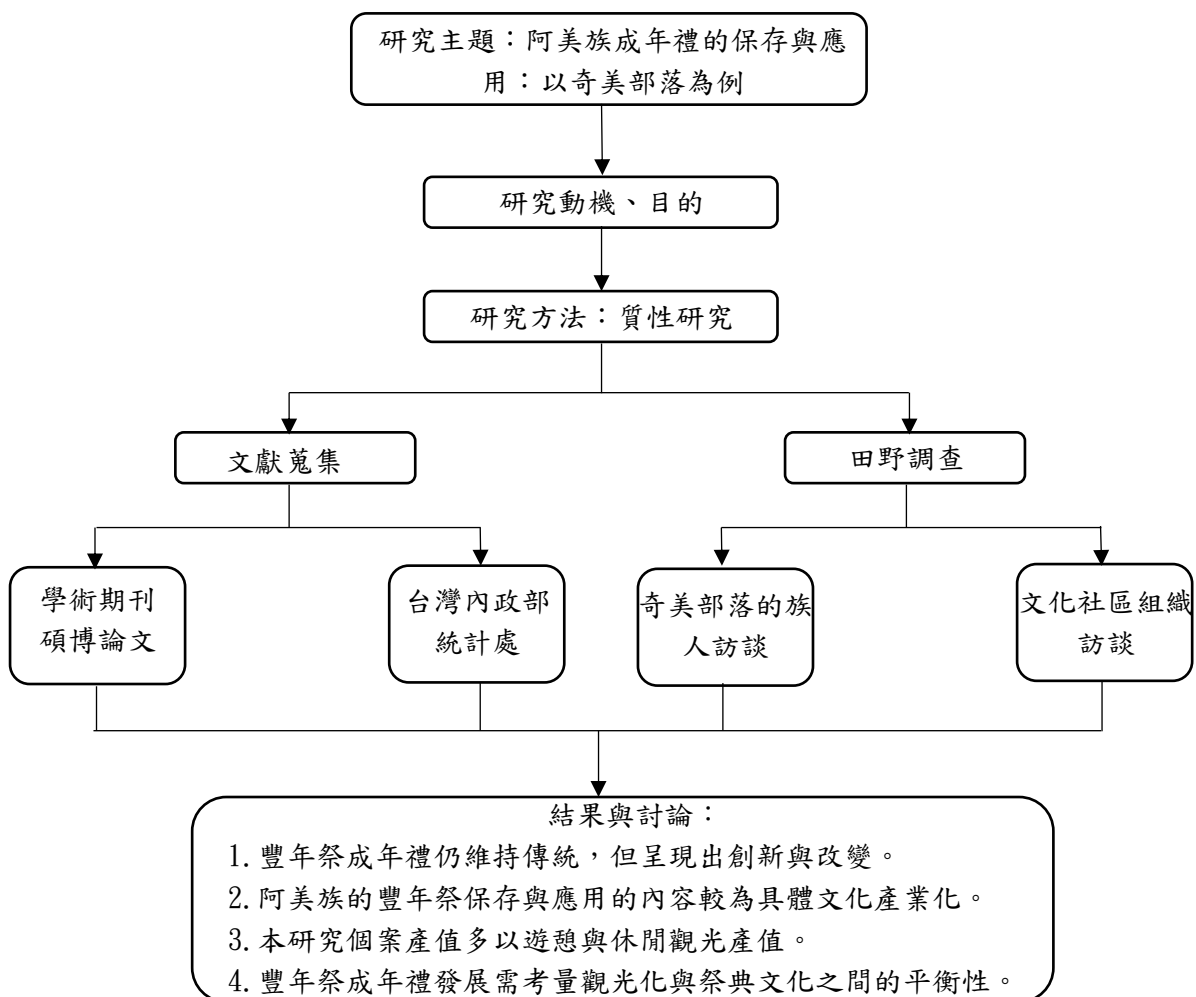 研究主題：阿美族成年禮的保存與應
用：以奇美部落為例
研究動機、目的
研究方法：質性研究
文獻蒐集
田野調查
學術期刊
碩博論文
台灣內政部
統計處
奇美部落的族
人訪談
文化社區組織
訪談
結果與討論：
1.豐年祭成年禮仍維持傳統，但呈現出創新與改變。
2.阿美族的豐年祭保存與應用的內容較為具體文化產業化。
3.本研究個案產值多以遊憩與休閒觀光產值。
4.豐年祭成年禮發展需考量觀光化與祭典文化之間的平衡性。